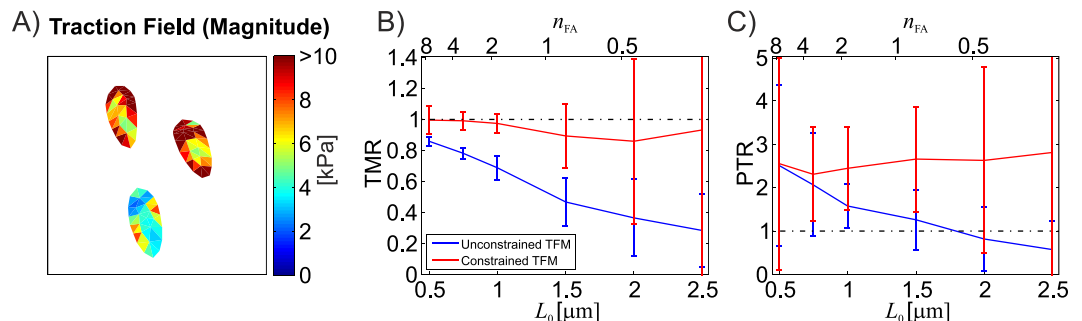 A)
Traction Field (Magnitude)
>10
8
6
4
2
0
[kPa]
B)
n_FA
8 4 2 1 0.5
1.4
1.2
1
0.8
0.6
0.4
0.2
0
TMR
Unconstrained TFM
Constrained TFM
0.5 1 1.5 2 2.5
L_0 [μm]
C)
n_FA
8 4 2 1 0.5
5
4
3
2
1
0
PTR
0.5 1 1.5 2 2.5
L_0 [μm]